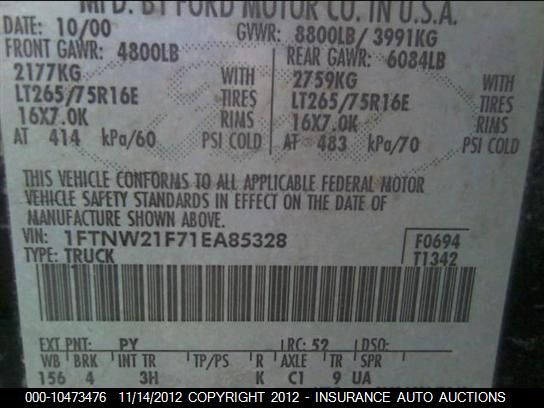 MFD. BY FORD MOTOR CO. IN U.S.A.
DATE: 10/00 GVWR: 8800LB / 3991KG
FRONT GAWR: 4800LB REAR GAWR: 6084LB
2177KG WITH 2759KG WITH
LT265/75R16E TIRES LT265/75R16E TIRES
16X7.0K RIMS 16X7.0K RIMS
AT 414 kPa/60 PSI COLD AT 483 kPa/70 PSI COLD
THIS VEHICLE CONFORMS TO ALL APPLICABLE FEDERAL MOTOR
VEHICLE SAFETY STANDARDS IN EFFECT ON THE DATE OF
MANUFACTURE SHOWN ABOVE.
VIN: 1FTNW21F71EA85328 F0694
TYPE: TRUCK T1342
EXT PNT: PY RC: 52 DSO:
WB BRK INT TR TP/PS R AXLE TR SPR
156 4 3H K C1 9 UA
000-10473476 11/14/2012 COPYRIGHT 2012 - INSURANCE AUTO AUCTIONS